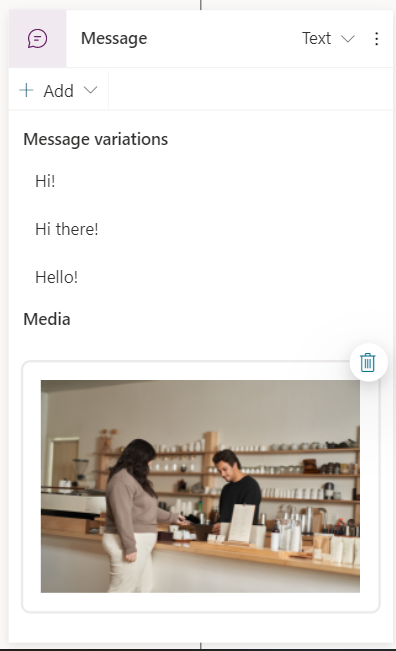 Message
Text
Add
Message variations
Hi!
Hi there!
Hello!
Media